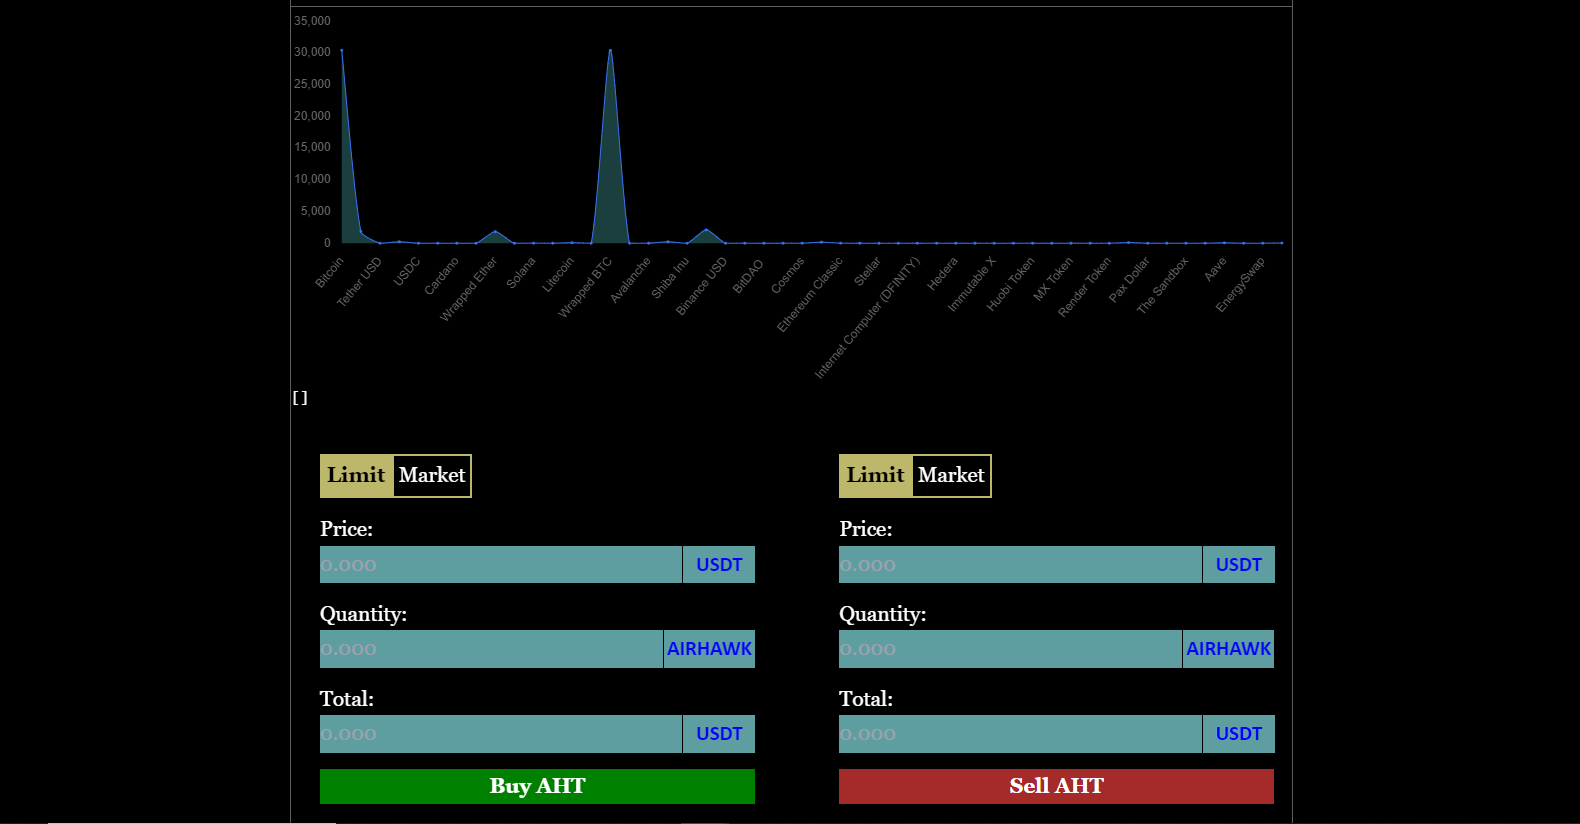 35,000
30,000
25,000
20,000
15,000
10,000
5,000
0
Bitcoin
Tether USD
USDC
Cardano
Wrapped Ether
Solana
Litecoin
Wrapped BTC
Avalanche
Shiba Inu
Binance USD
BitDAO
Cosmos
Ethereum Classic
Stellar
Internet Computer (DFINITY)
Hedera
Immutable X
Huobi Token
MX Token
Render Token
Pax Dollar
The Sandbox
Aave
EnergySwap
[]
Limit Market
Price:
0.000 USDT
Quantity:
0.000 AIRHAWK
Total:
0.000 USDT
Buy AHT
Limit Market
Price:
0.000 USDT
Quantity:
0.000 AIRHAWK
Total:
0.000 USDT
Sell AHT